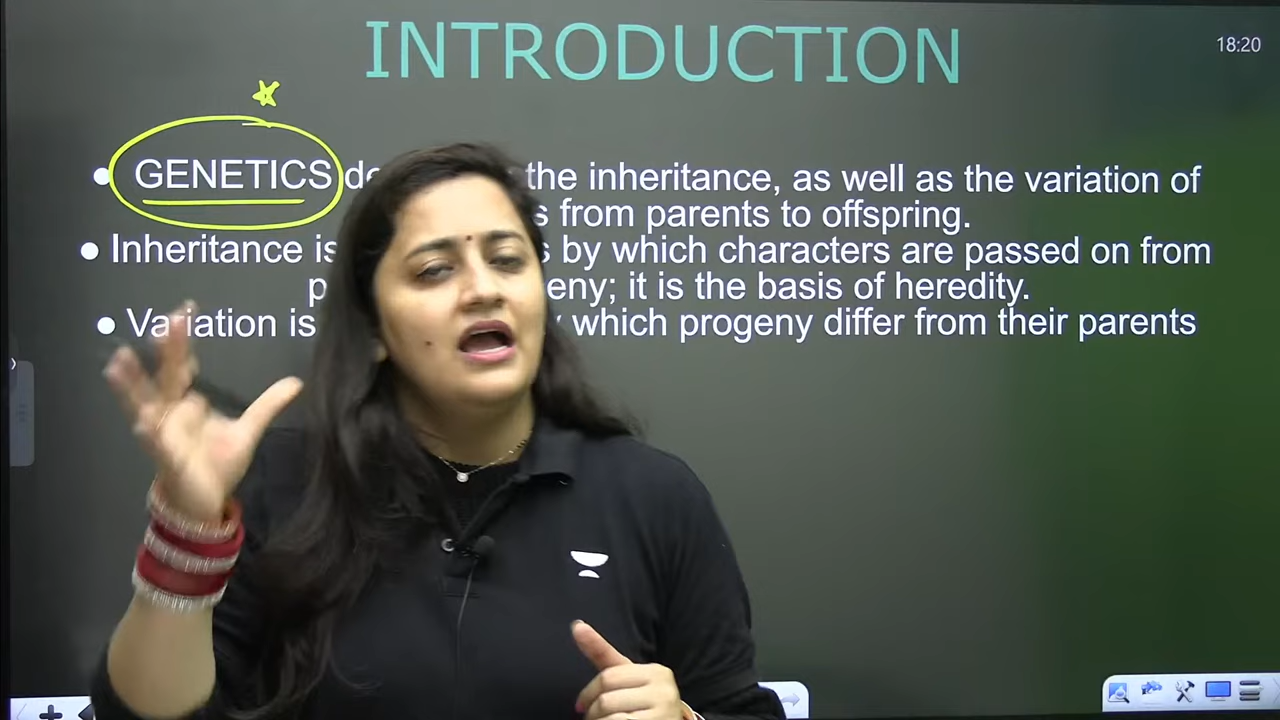 INTRODUCTION
18:20
● GENETICS the inheritance, as well as the variation of
from parents to offspring.
● Inheritance is by which characters are passed on from
it is the basis of heredity.
● Variation is which progeny differ from their parents